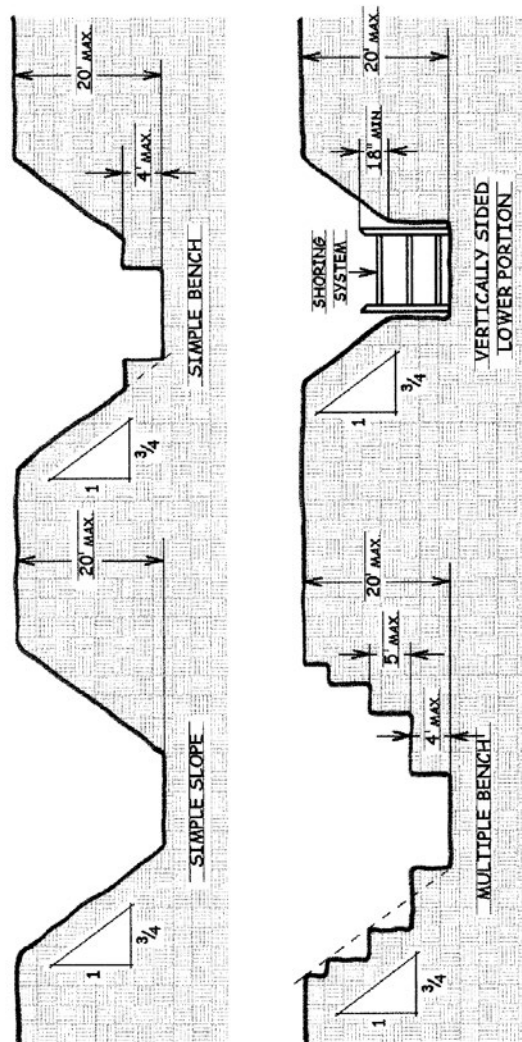 20' MAX.
1
3/4
SIMPLE SLOPE
20' MAX.
4' MAX
1
3/4
SIMPLE BENCH
20' MAX.
5' MAX.
4' MAX.
1
3/4
MULTIPLE BENCH
20' MAX
18" MIN
SHORING
SYSTEM
1
3/4
VERTICALLY SIDED
LOWER PORTION